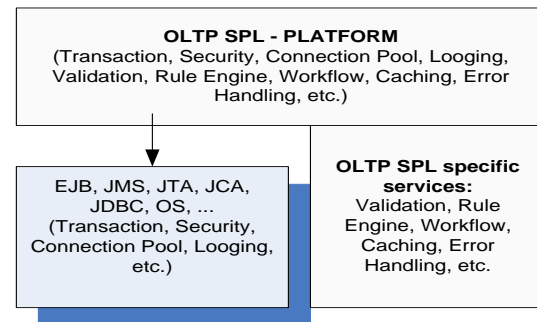 OLTP SPL - PLATFORM
(Transaction, Security, Connection Pool, Looging,
Validation, Rule Engine, Workflow, Caching, Error
Handling, etc.)
EJB, JMS, JTA, JCA,
JDBC, OS, ...
(Transaction, Security,
Connection Pool, Looging,
etc.)
OLTP SPL specific
services:
Validation, Rule
Engine, Workflow,
Caching, Error
Handling, etc.